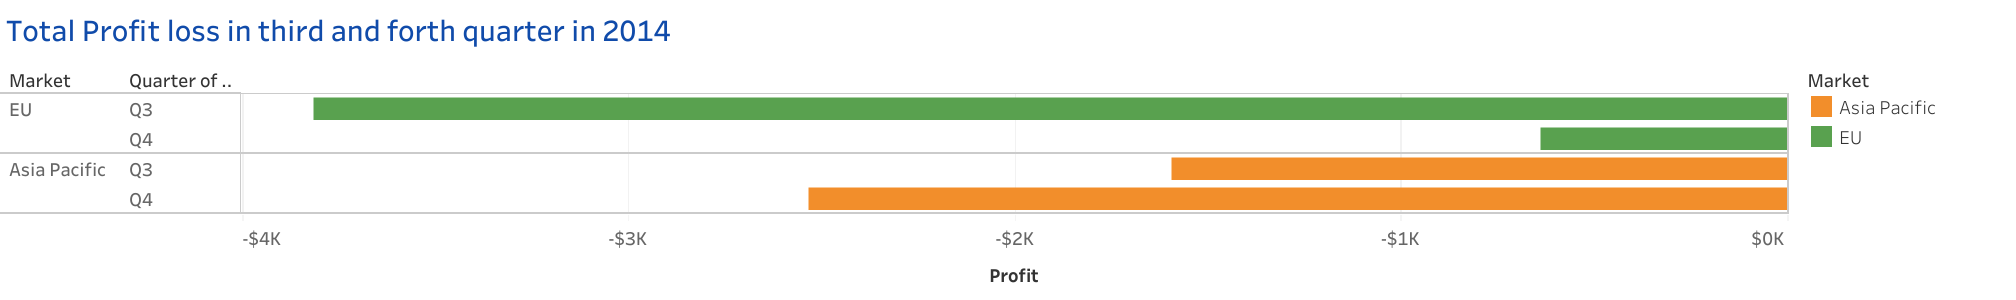 Total Profit loss in third and forth quarter in 2014
Market Quarter of ..
EU Q3
Q4
Asia Pacific Q3
Q4
-$4K -$3K -$2K -$1K $0K
Profit
Market
Asia Pacific
EU